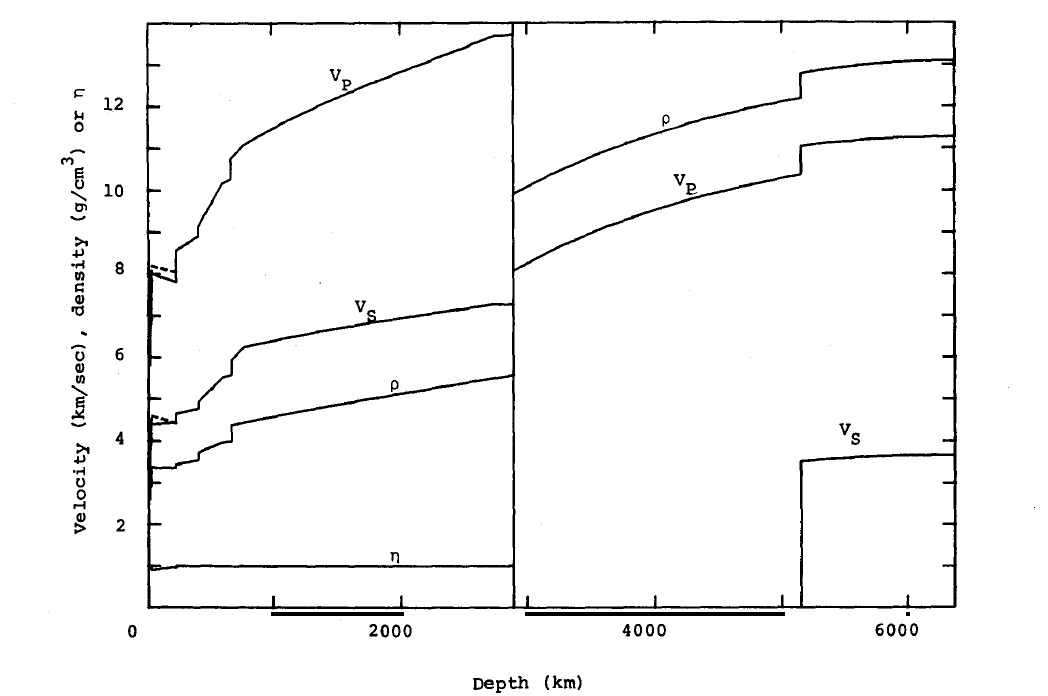 Velocity (km/sec), density (g/cm³) or η
12
10
8
6
4
2
0
2000
4000
6000
Depth (km)
V_P
V_S
ρ
η
ρ
V_P
V_S